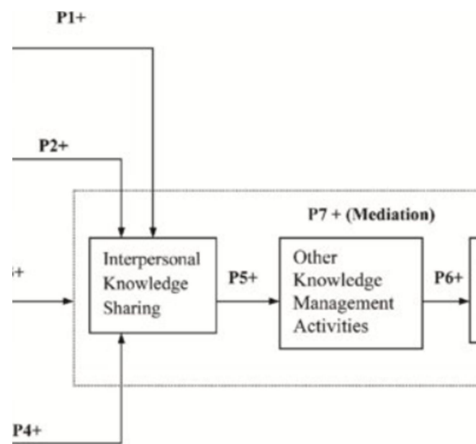 P1+
P2+
P7 + (Mediation)
Interpersonal
Knowledge
Sharing
P5+
Other
Knowledge
Management
Activities
P6+
P4+